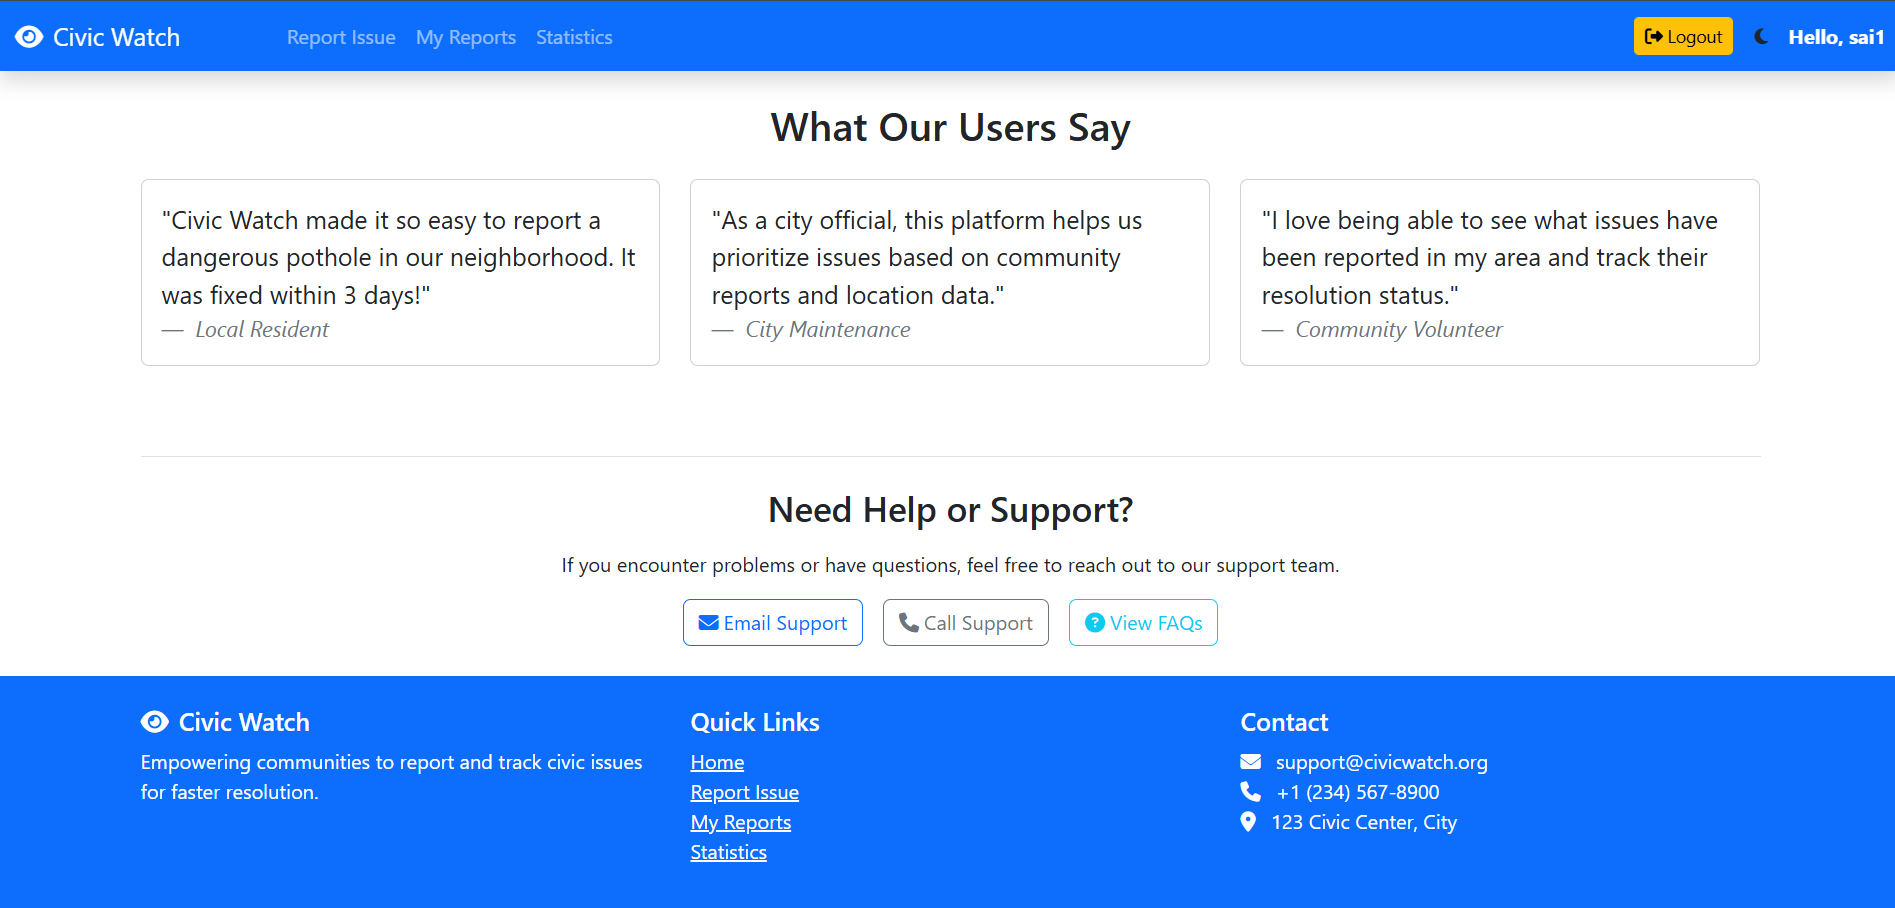 Civic Watch Report Issue My Reports Statistics Logout Hello, sai1
What Our Users Say
"Civic Watch made it so easy to report a
dangerous pothole in our neighborhood. It
was fixed within 3 days!"
— Local Resident
"As a city official, this platform helps us
prioritize issues based on community
reports and location data."
— City Maintenance
"I love being able to see what issues have
been reported in my area and track their
resolution status."
— Community Volunteer
Need Help or Support?
If you encounter problems or have questions, feel free to reach out to our support team.
Email Support Call Support View FAQs
Civic Watch
Empowering communities to report and track civic issues
for faster resolution.
Quick Links
Home
Report Issue
My Reports
Statistics
Contact
support@civicwatch.org
+1 (234) 567-8900
123 Civic Center, City